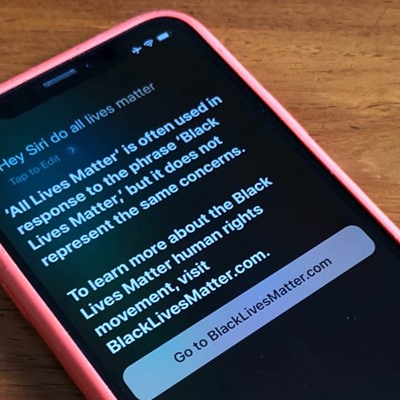 Hey Siri do all lives matter
Tap to Edit >
‘All Lives Matter’ is often used in
response to the phrase ‘Black
Lives Matter,’ but it does not
represent the same concerns.
To learn more about the Black
Lives Matter human rights
movement, visit
BlackLivesMatter.com.
Go to BlackLivesMatter.com